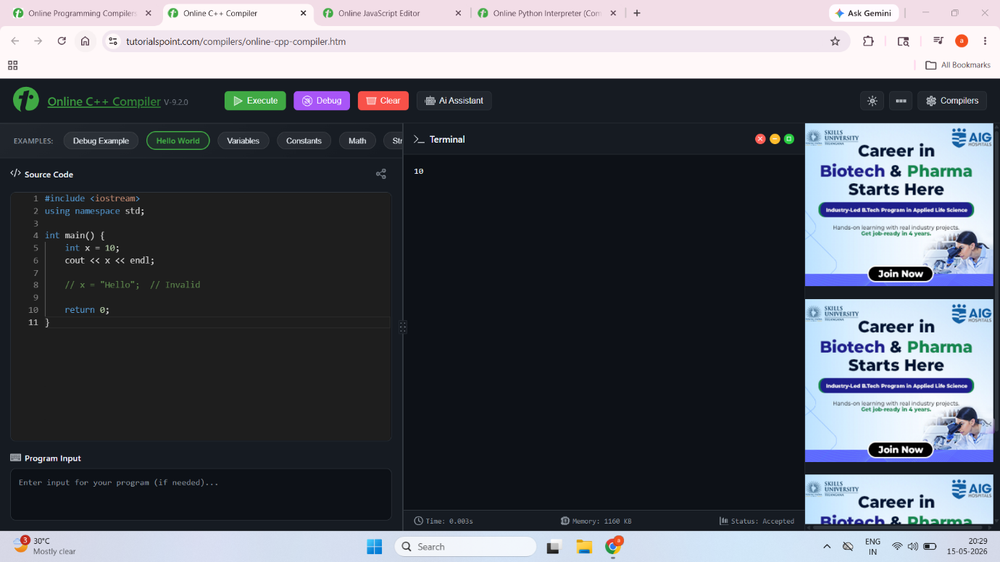 Online Programming Compilers
Online C++ Compiler
Online JavaScript Editor
Online Python Interpreter (Com
Ask Gemini
tutorialspoint.com/compilers/online-cpp-compiler.htm
a
All Bookmarks
Online C++ Compiler V-9.2.0
Execute
Debug
Clear
Ai Assistant
Compilers
EXAMPLES:
Debug Example
Hello World
Variables
Constants
Math
Str
>_ Terminal
</> Source Code
10
1 #include <iostream>
2 using namespace std;
3
4 int main() {
5 int x = 10;
6 cout << x << endl;
7
8 // x = "Hello"; // Invalid
9
10 return 0;
11 }
Program Input
Enter input for your program (if needed)...
Time: 0.003s
Memory: 1160 KB
Status: Accepted
SKILLS
UNIVERSITY
TELANGANA
AIG
HOSPITALS
Career in
Biotech & Pharma
Starts Here
Industry-Led B.Tech Program in Applied Life Science
Hands-on learning with real industry projects.
Get job-ready in 4 years.
Join Now
SKILLS
UNIVERSITY
TELANGANA
AIG
HOSPITALS
Career in
Biotech & Pharma
Starts Here
Industry-Led B.Tech Program in Applied Life Science
Hands-on learning with real industry projects.
Get job-ready in 4 years.
Join Now
SKILLS
UNIVERSITY
TELANGANA
AIG
HOSPITALS
Career in
Biotech & Pharma
3
30°C
Mostly clear
Search
a
ENG
IN
20:29
15-05-2026